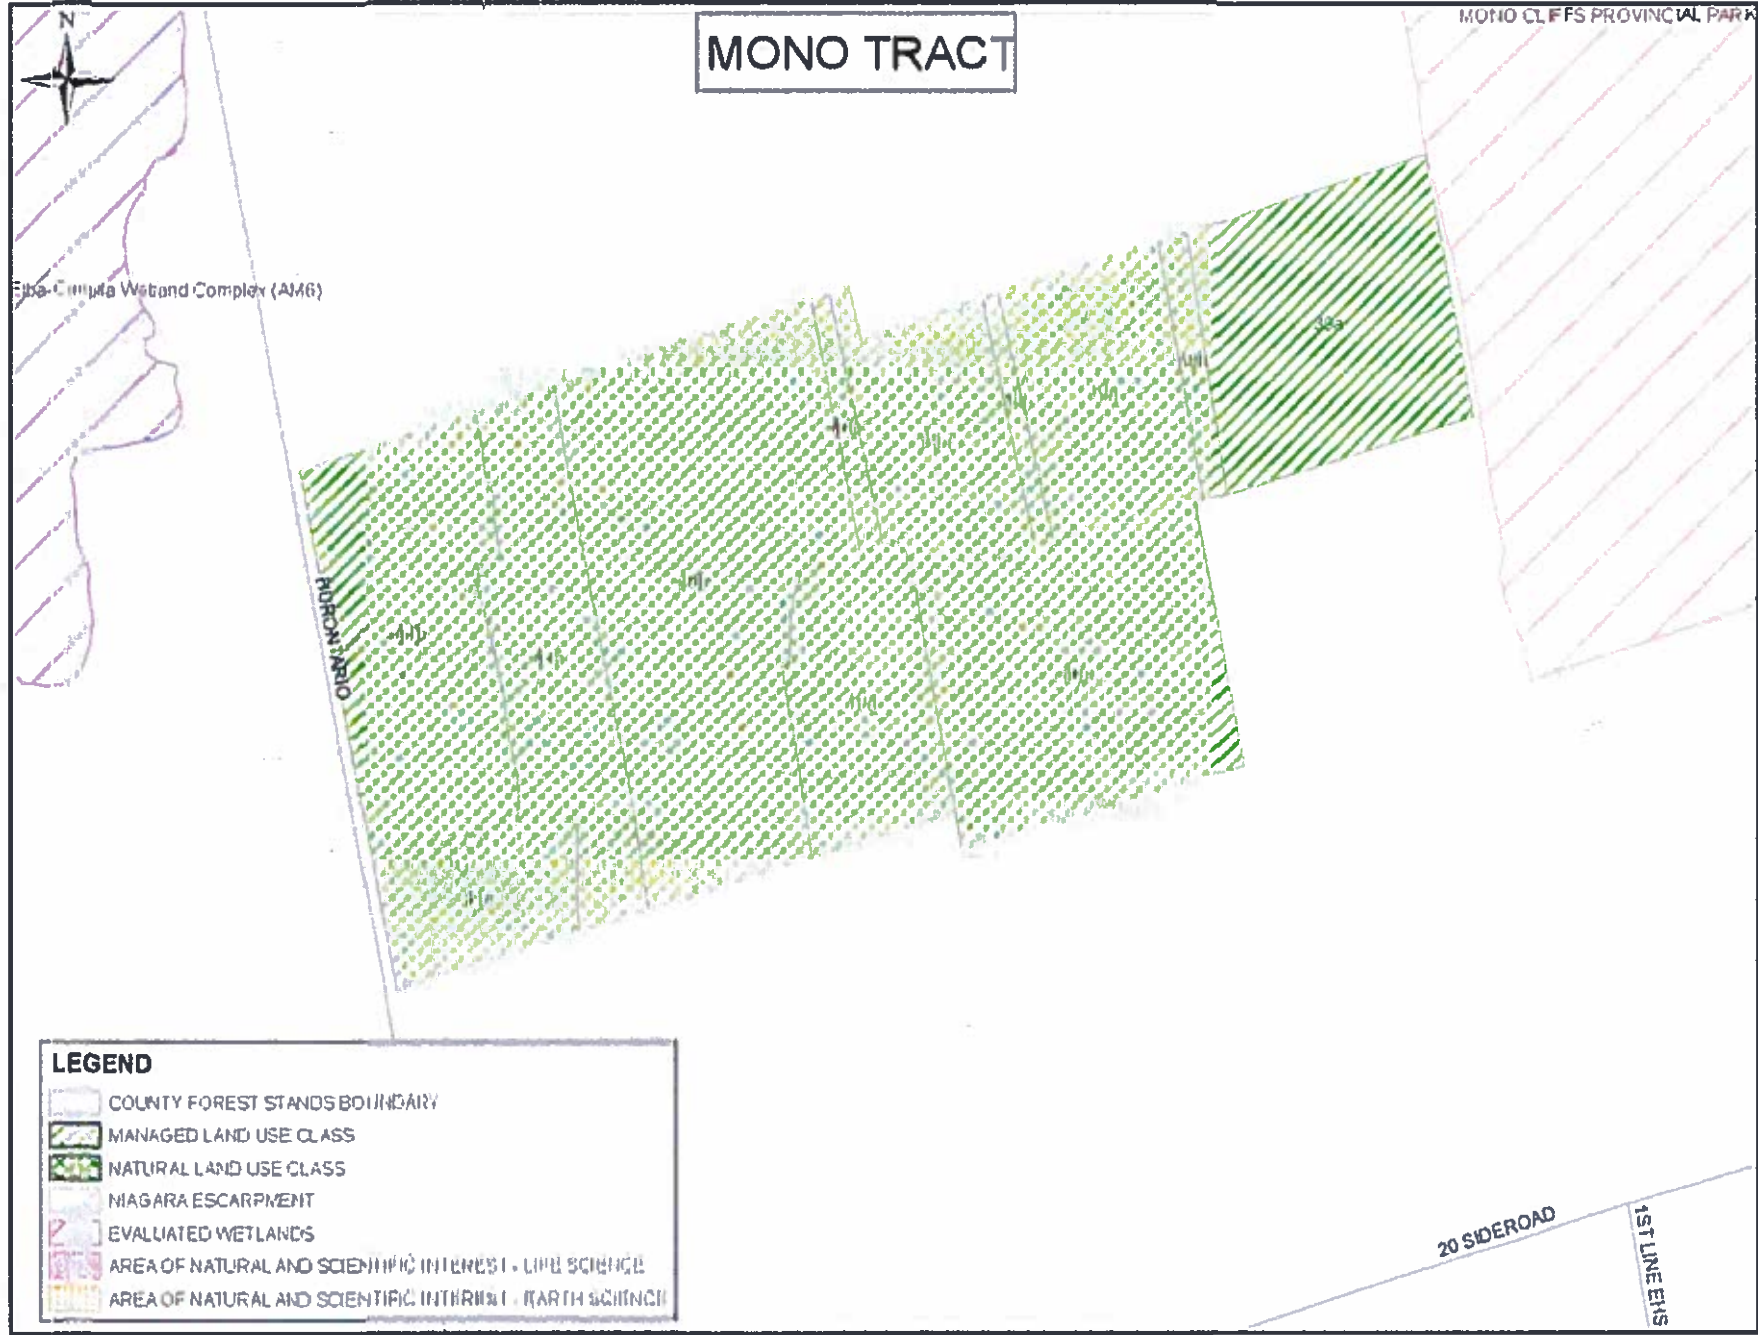 N
MONO TRACT
MONO CLIFFS PROVINCIAL PARK
Wetland Complex (AM6)
HURONTARIO
LEGEND
COUNTY FOREST STANDS BOUNDARY
MANAGED LAND USE CLASS
NATURAL LAND USE CLASS
NIAGARA ESCARPMENT
EVALUATED WETLANDS
AREA OF NATURAL AND SCIENTIFIC INTEREST - LIFE SCIENCE
AREA OF NATURAL AND SCIENTIFIC INTEREST - EARTH SCIENCE
20 SIDEROAD
1ST LINE EHS